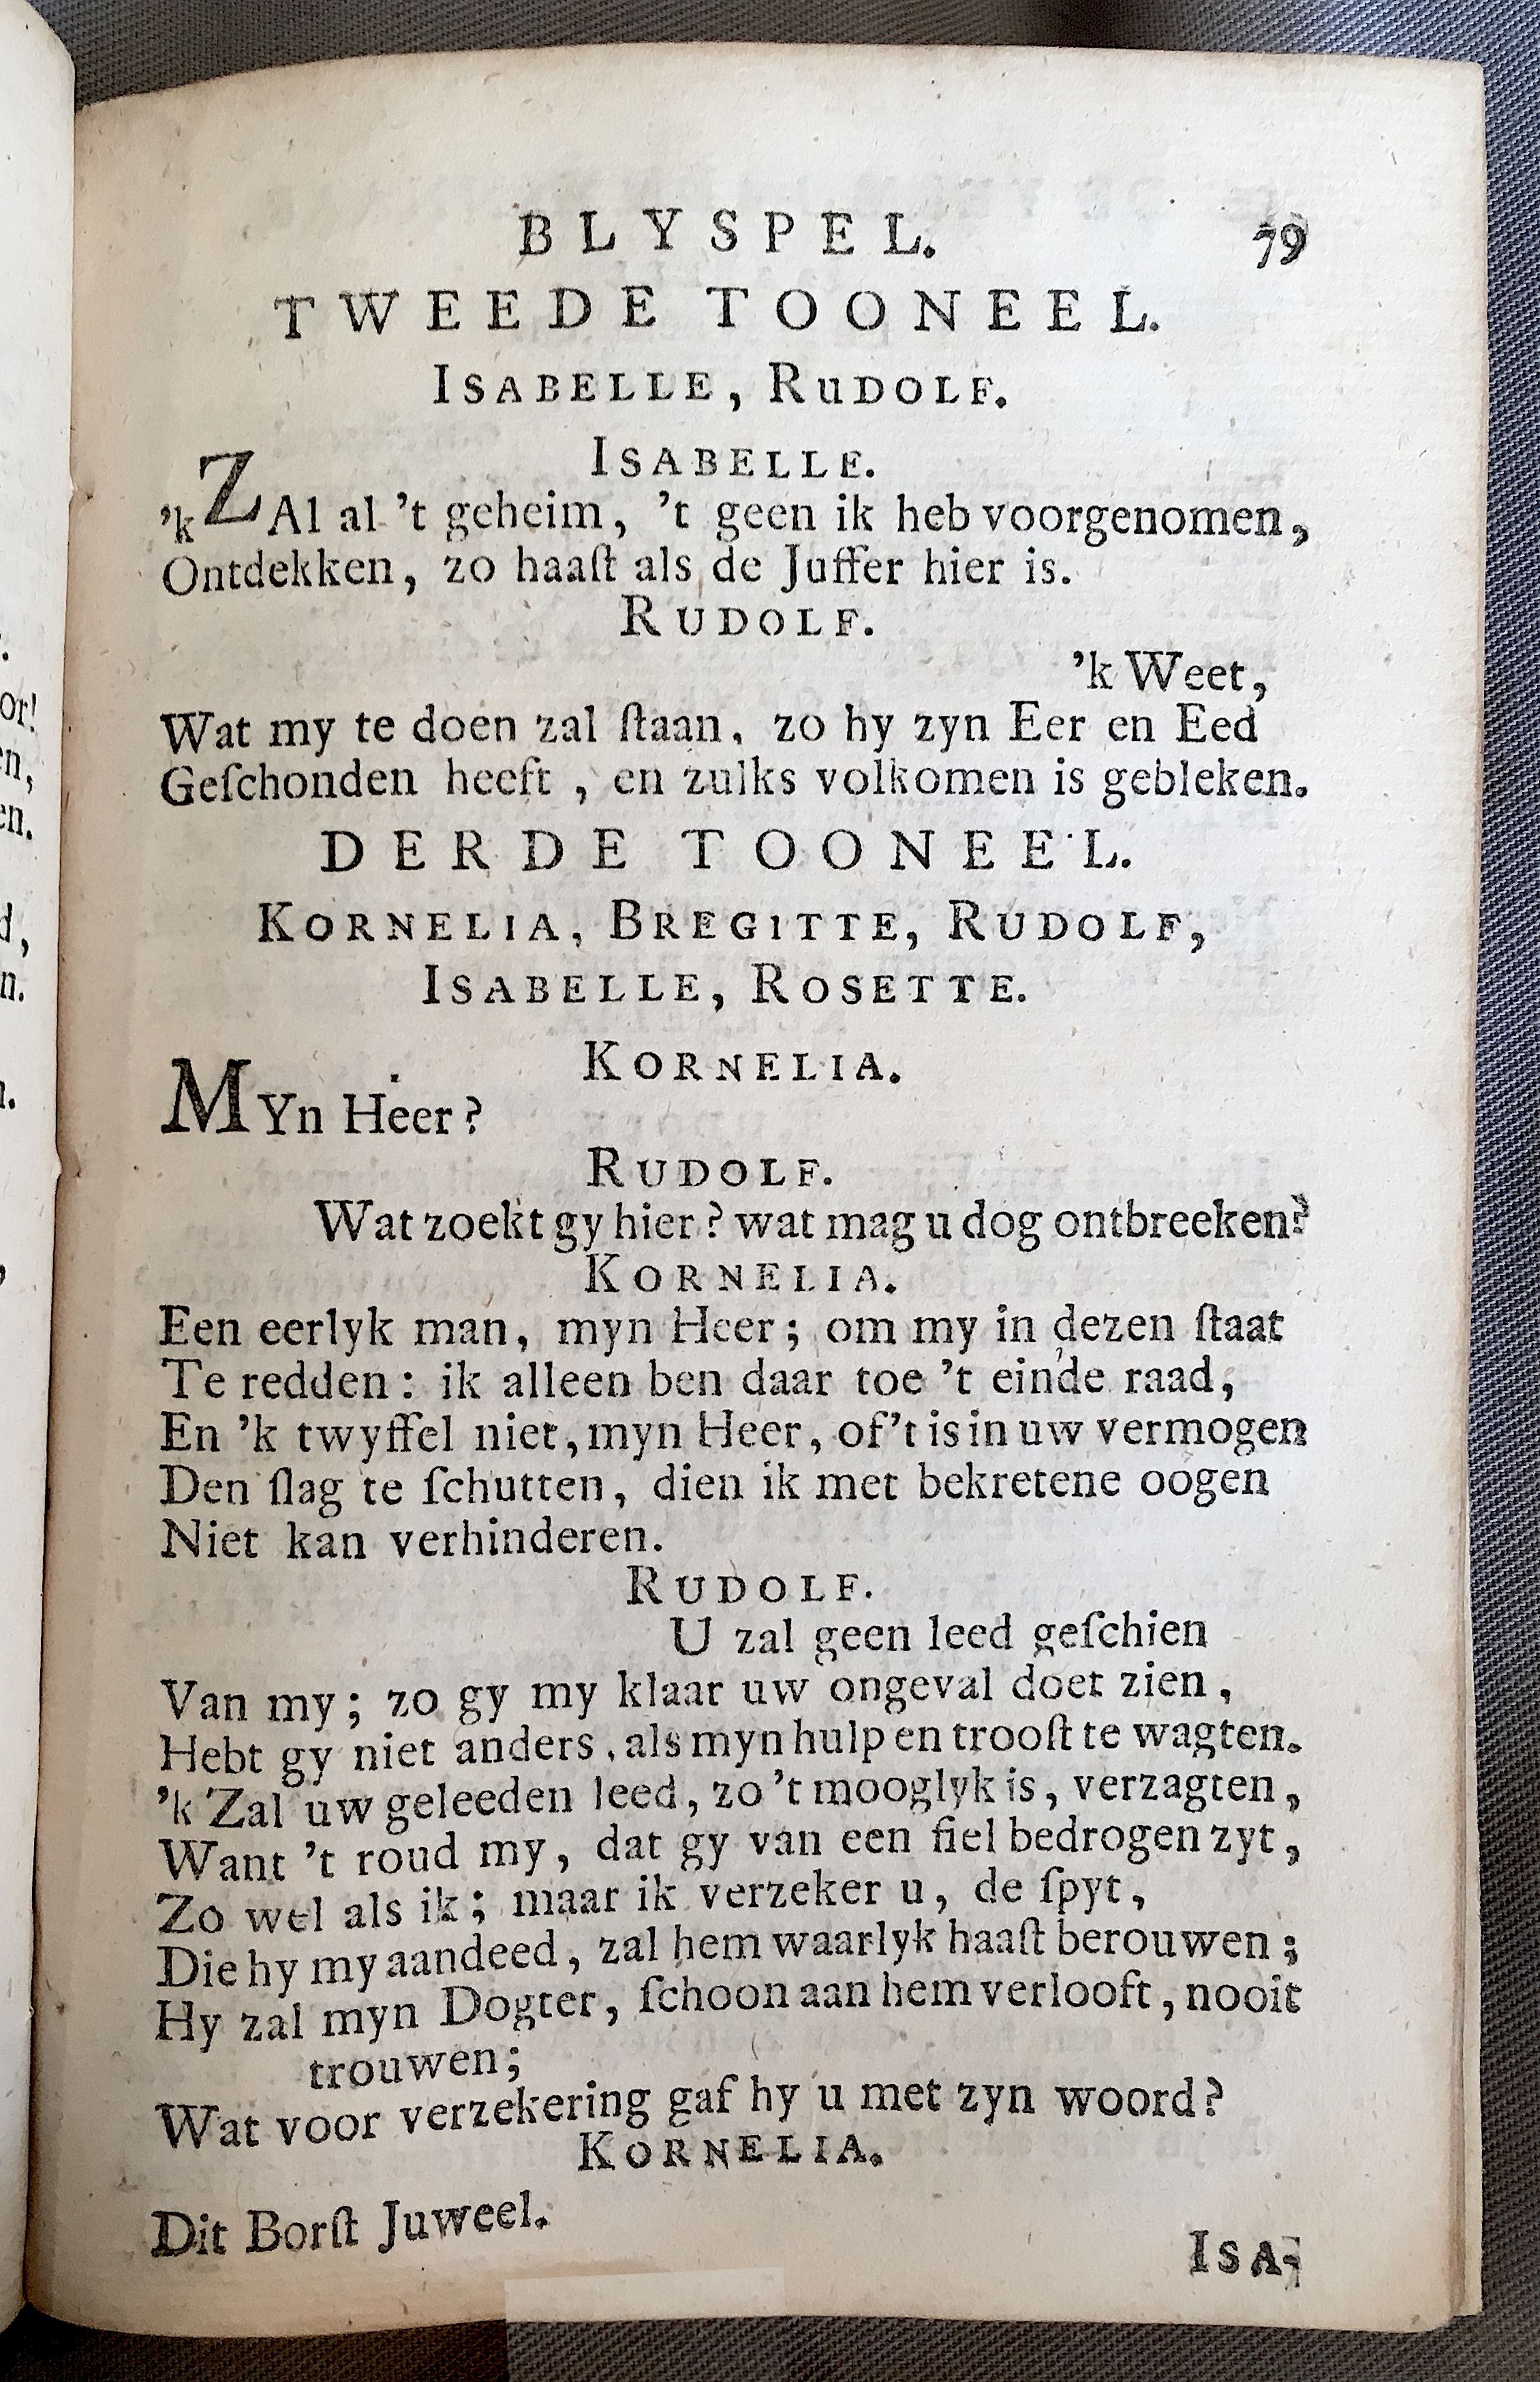 BLYSPEL. 79
TWEEDE TOONEEL.
ISABELLE, RUDOLF.
ISABELLE.
'k ZAl al 't geheim, 't geen ik heb voorgenomen,
Ontdekken, zo haaſt als de Juffer hier is.
RUDOLF.
'k Weet,
Wat my te doen zal ſtaan, zo hy zyn Eer en Eed
Geſchonden heeft, en zulks volkomen is gebleken.
DERDE TOONEEL.
KORNELIA, BREGITTE, RUDOLF,
ISABELLE, ROSETTE.
KORNELIA.
MYn Heer?
RUDOLF.
Wat zoekt gy hier? wat mag u dog ontbreeken?
KORNELIA.
Een eerlyk man, myn Heer; om my in dezen ſtaat
Te redden: ik alleen ben daar toe 't einde raad,
En 'k twyffel niet, myn Heer, of 't is in uw vermogen
Den ſlag te ſchutten, dien ik met bekretene oogen
Niet kan verhinderen.
RUDOLF.
U zal geen leed geſchien
Van my; zo gy my klaar uw ongeval doet zien,
Hebt gy niet anders, als myn hulp en trooſt te wagten.
'k Zal uw geleeden leed, zo 't mooglyk is, verzagten,
Want 't roud my, dat gy van een fiel bedrogen zyt,
Zo wel als ik; maar ik verzeker u, de ſpyt,
Die hy my aandeed, zal hem waarlyk haaſt berouwen;
Hy zal myn Dogter, ſchoon aan hem verlooft, nooit
trouwen;
Wat voor verzekering gaf hy u met zyn woord?
KORNELIA.
Dit Borſt Juweel.
ISA-